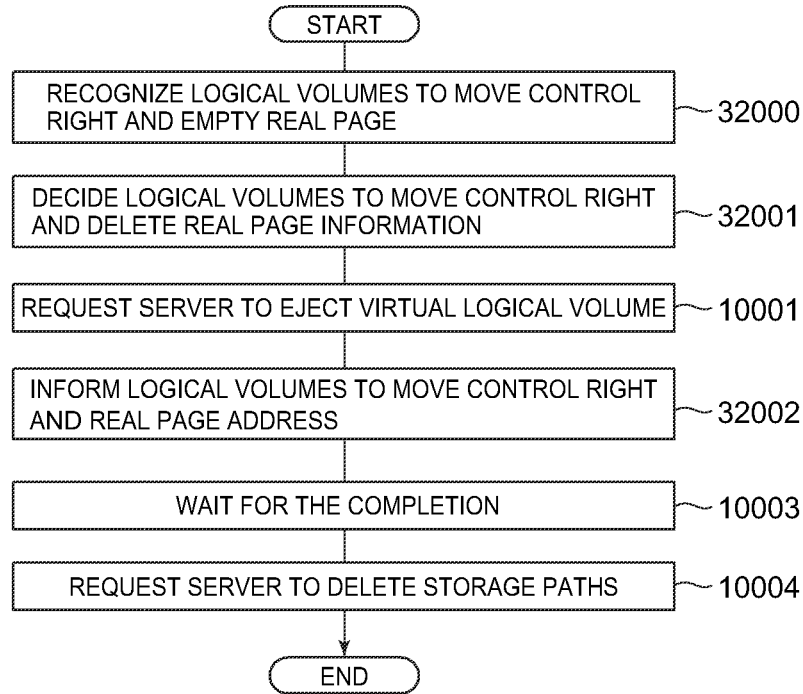 START
RECOGNIZE LOGICAL VOLUMES TO MOVE CONTROL
RIGHT AND EMPTY REAL PAGE
32000
DECIDE LOGICAL VOLUMES TO MOVE CONTROL RIGHT
AND DELETE REAL PAGE INFORMATION
32001
REQUEST SERVER TO EJECT VIRTUAL LOGICAL VOLUME
10001
INFORM LOGICAL VOLUMES TO MOVE CONTROL RIGHT
AND REAL PAGE ADDRESS
32002
WAIT FOR THE COMPLETION
10003
REQUEST SERVER TO DELETE STORAGE PATHS
10004
END